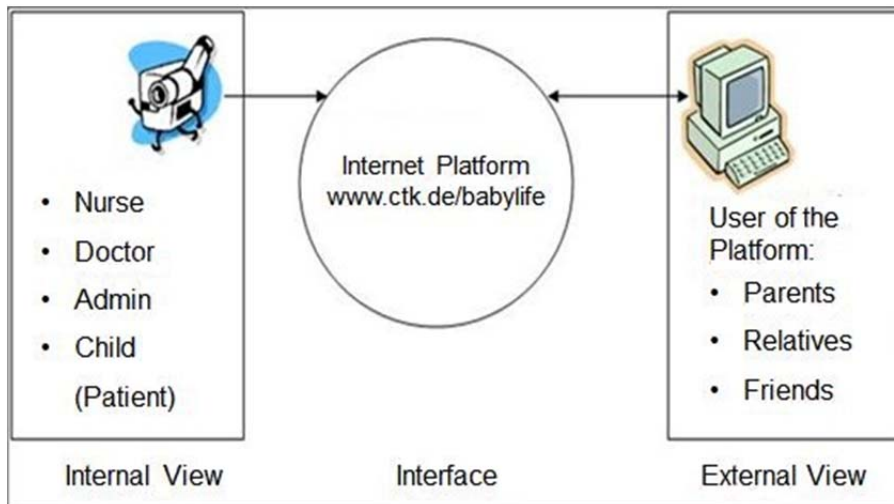 • Nurse
• Doctor
• Admin
• Child
(Patient)
Internet Platform
www.ctk.de/babylife
User of the
Platform:
• Parents
• Relatives
• Friends
Internal View
Interface
External View